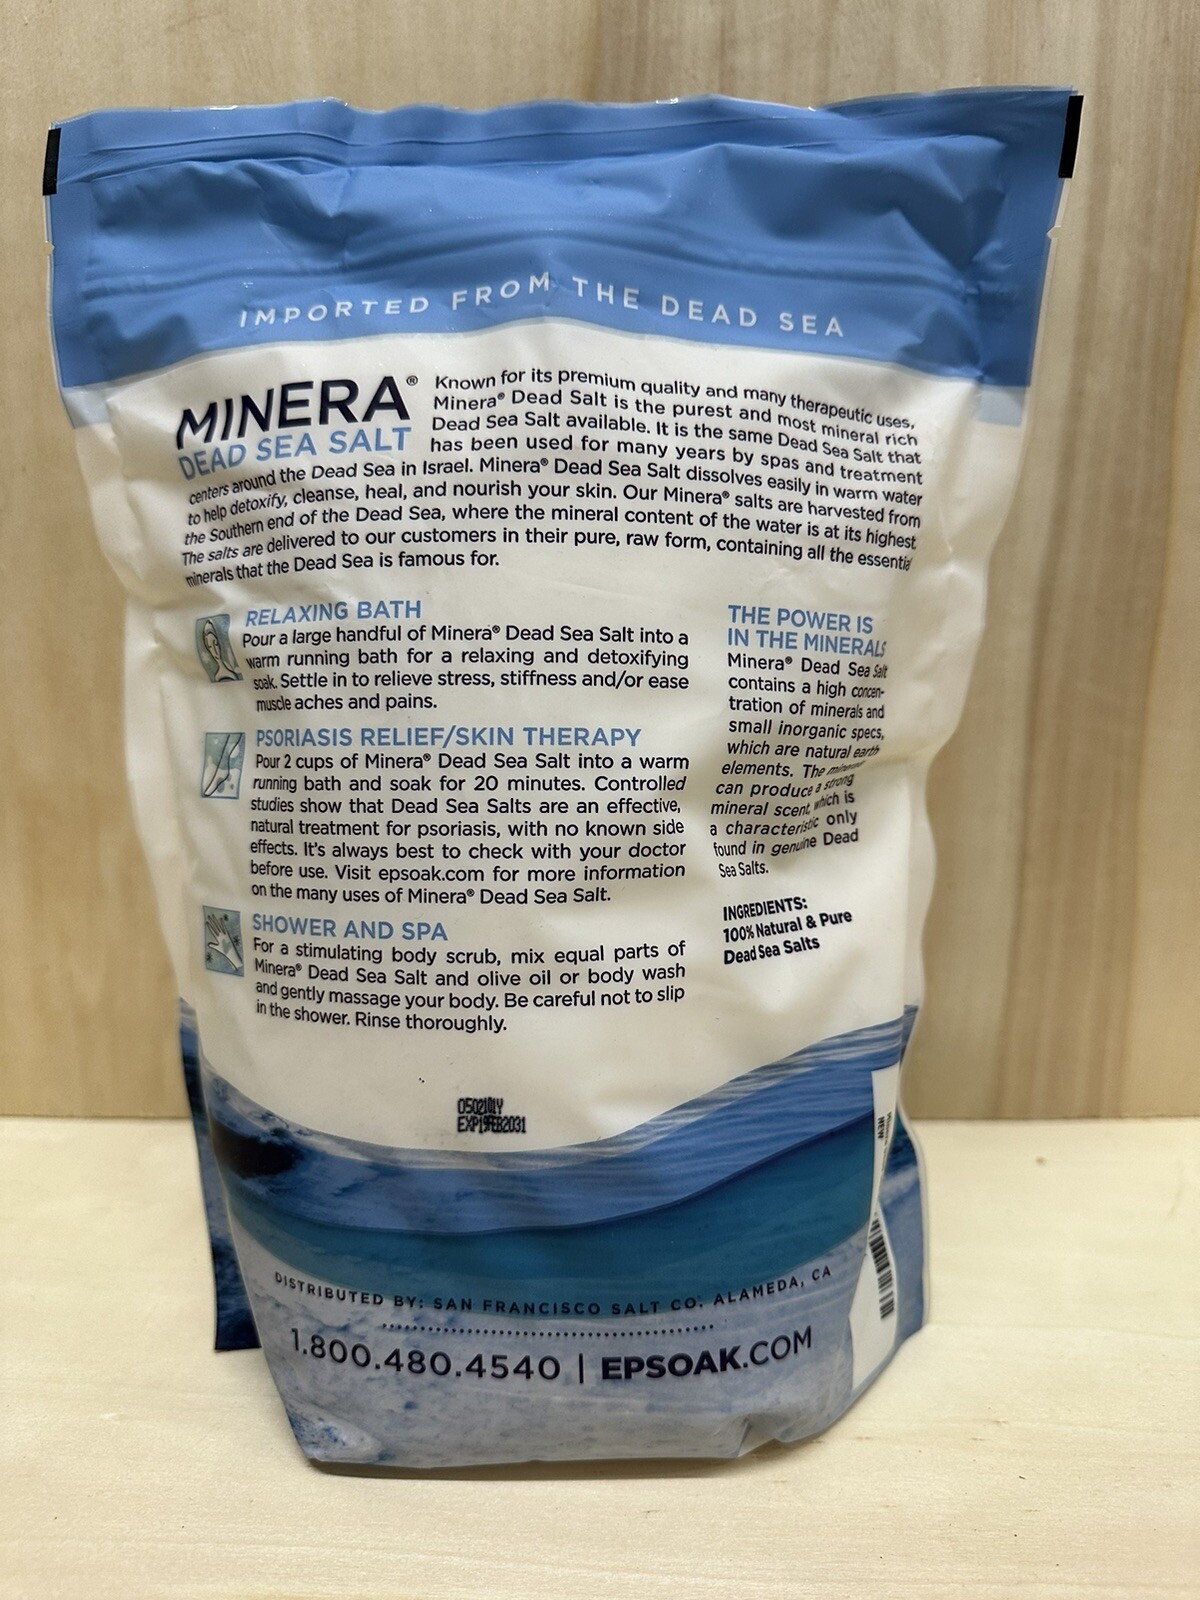 IMPORTED FROM THE DEAD SEA
MINERA®
DEAD SEA SALT
Known for its premium quality and many therapeutic uses,
Minera® Dead Salt is the purest and most mineral rich
Dead Sea Salt available. It is the same Dead Sea Salt that
has been used for many years by spas and treatment
centers around the Dead Sea in Israel. Minera® Dead Sea Salt dissolves easily in warm water
to help detoxify, cleanse, heal, and nourish your skin. Our Minera® salts are harvested from
the Southern end of the Dead Sea, where the mineral content of the water is at its highest
The salts are delivered to our customers in their pure, raw form, containing all the essential
minerals that the Dead Sea is famous for.
RELAXING BATH
Pour a large handful of Minera® Dead Sea Salt into a
warm running bath for a relaxing and detoxifying
soak. Settle in to relieve stress, stiffness and/or ease
muscle aches and pains.
PSORIASIS RELIEF/SKIN THERAPY
Pour 2 cups of Minera® Dead Sea Salt into a warm
running bath and soak for 20 minutes. Controlled
studies show that Dead Sea Salts are an effective,
natural treatment for psoriasis, with no known side
effects. It's always best to check with your doctor
before use. Visit epsoak.com for more information
on the many uses of Minera® Dead Sea Salt.
SHOWER AND SPA
For a stimulating body scrub, mix equal parts of
Minera® Dead Sea Salt and olive oil or body wash
and gently massage your body. Be careful not to slip
in the shower. Rinse thoroughly.
THE POWER IS
IN THE MINERALS
Minera® Dead Sea Salt
contains a high concen-
tration of minerals and
small inorganic specs,
which are natural earth
elements. The minerals
can produce a strong
mineral scent, which is
a characteristic only
found in genuine Dead
Sea Salts.
INGREDIENTS:
100% Natural & Pure
Dead Sea Salts
EXP19FEB2031
NEW
DISTRIBUTED BY: SAN FRANCISCO SALT CO. ALAMEDA, CA
1.800.480.4540 | EPSOAK.COM